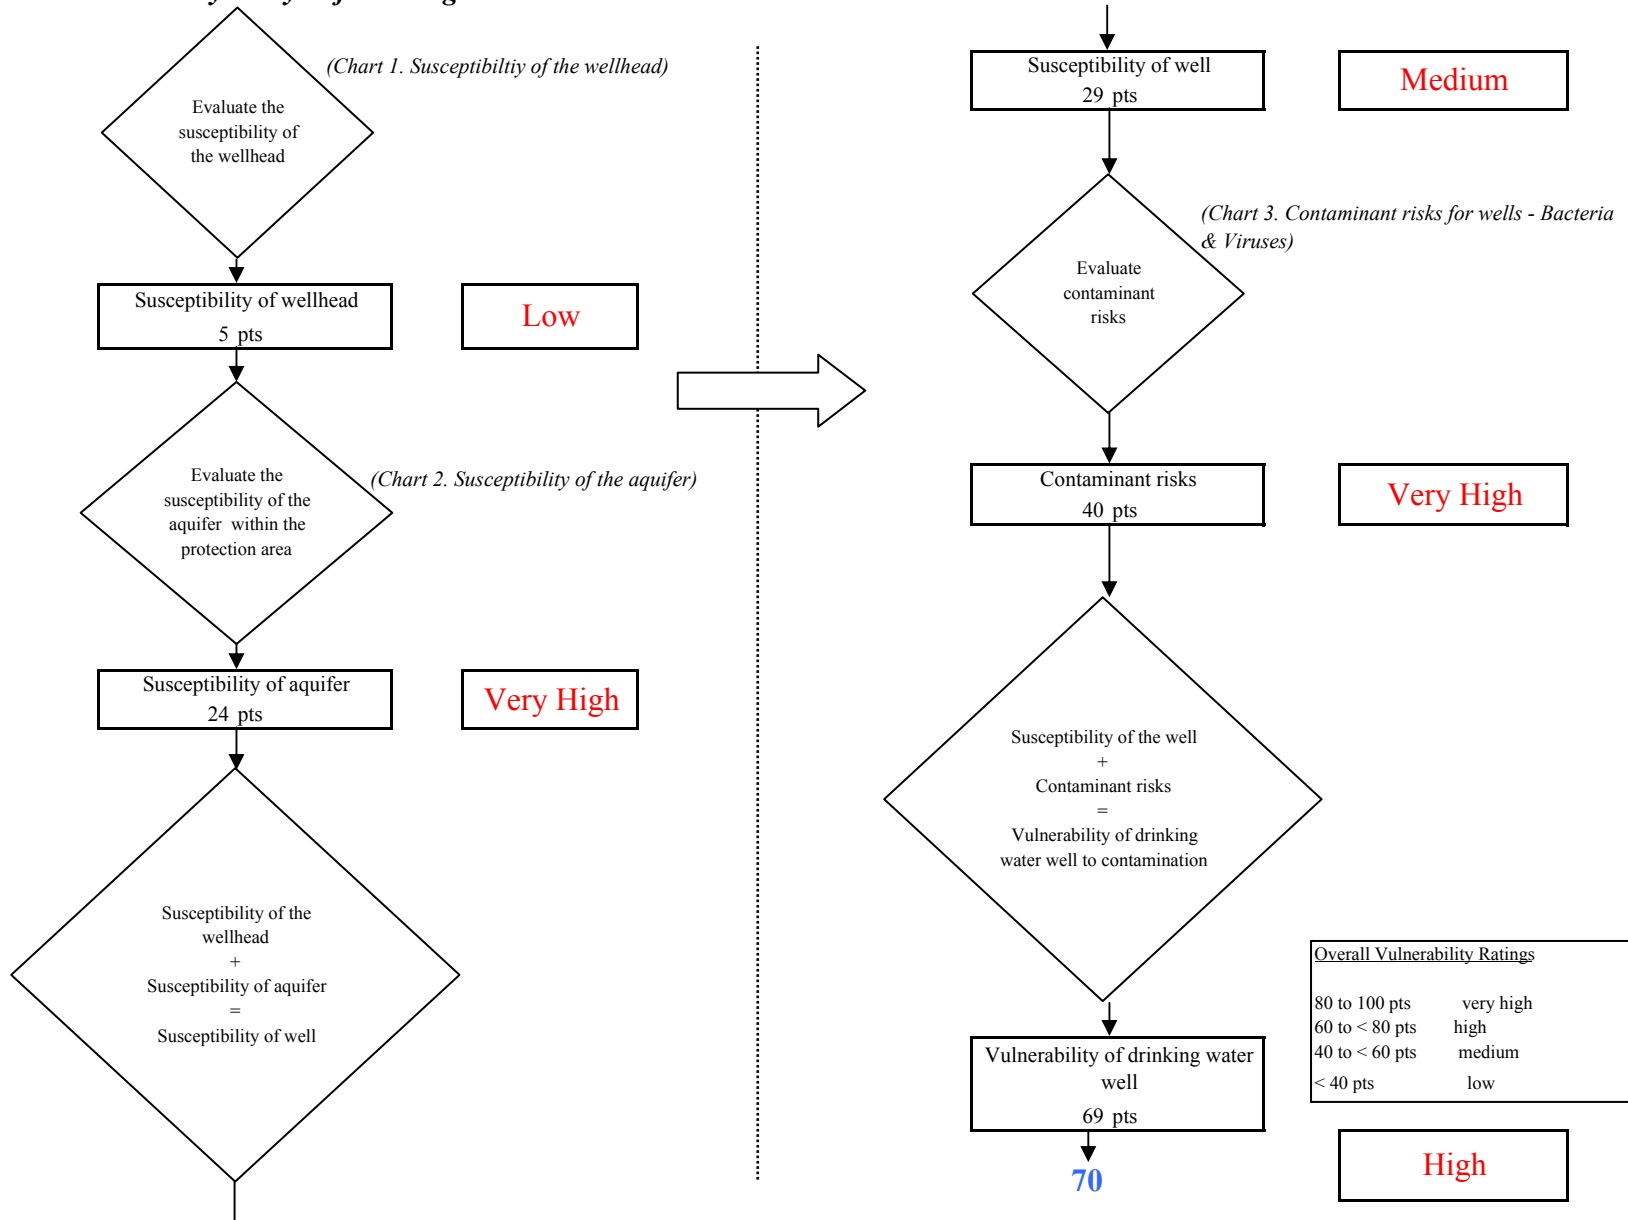 (Chart 1. Susceptibiltiy of the wellhead)
Evaluate the
susceptibility of
the wellhead
Susceptibility of wellhead
5 pts
Low
Evaluate the
susceptibility of the
aquifer within the
protection area
(Chart 2. Susceptibility of the aquifer)
Susceptibility of aquifer
24 pts
Very High
Susceptibility of the
wellhead
+
Susceptibility of aquifer
=
Susceptibility of well
Susceptibility of well
29 pts
Medium
(Chart 3. Contaminant risks for wells - Bacteria
& Viruses)
Evaluate
contaminant
risks
Contaminant risks
40 pts
Very High
Susceptibility of the well
+
Contaminant risks
=
Vulnerability of drinking
water well to contamination
Overall Vulnerability Ratings
80 to 100 pts very high
60 to < 80 pts high
40 to < 60 pts medium
< 40 pts low
Vulnerability of drinking water
well
69 pts
70
High